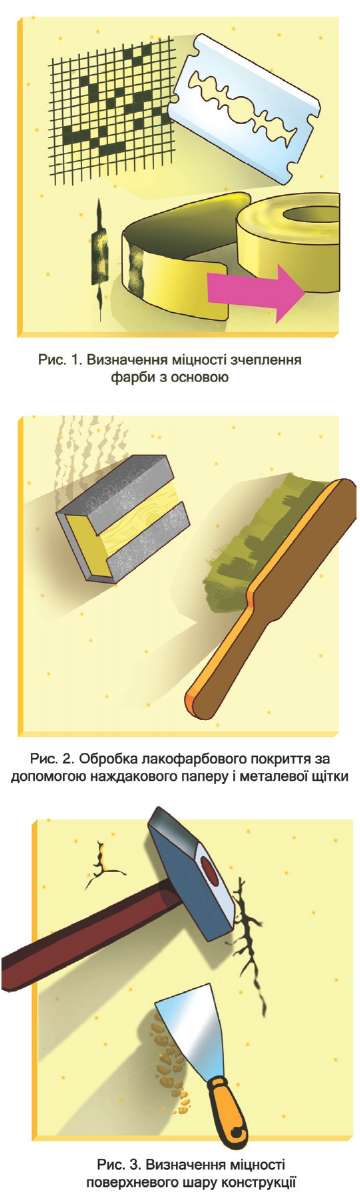 Рис. 1. Визначення міцності зчеплення
фарби з основою
Рис. 2. Обробка лакофарбового покриття за
допомогою наждакового паперу і металевої щітки
Рис. 3. Визначення міцності
поверхневого шару конструкції